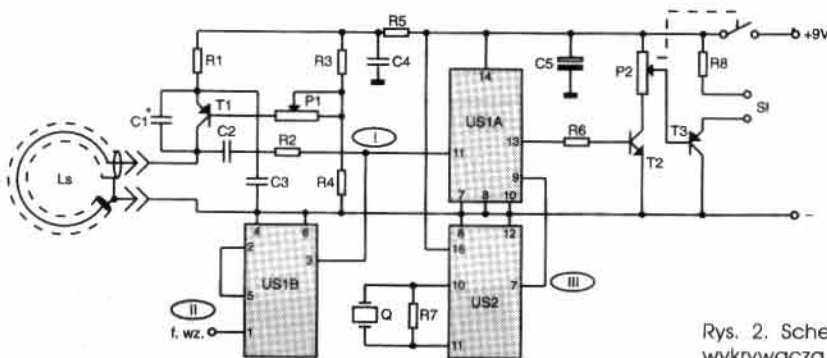 R5
+9V
R1
R3
C4
C5
P2
R8
14
T1
P1
US1A
Sł
C1
+
C2
R2
I
11
13
R6
T2
T3
Ls
C3
R4
9
7
8
10
4
6
8
12
2
16
US1B
3
5
II
Q
R7
10
US2
7
III
f. wz.
1
11
-
Rys. 2. Sche
wykrywacza